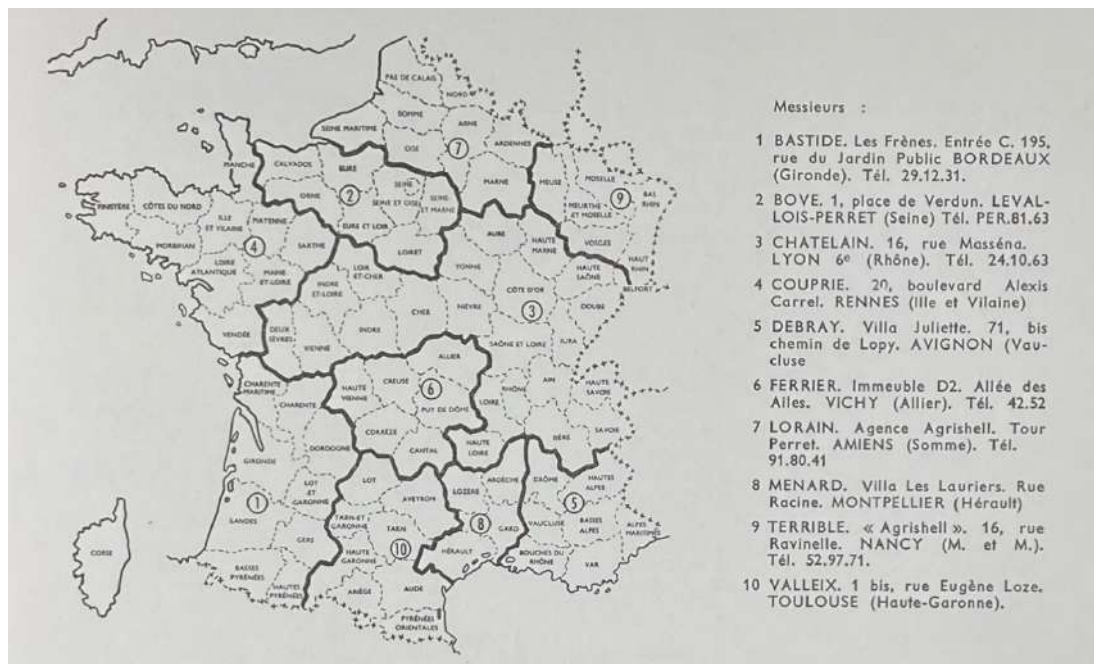 PAS DE CALAIS
NORD
SOMME
AISNE
SEINE MARITIME
OISE
ARDENNES
7
MANCHE
CALVADOS
EURE
MARNE
MEUSE
MOSELLE
ORNE
2
SEINE
SEINE ET OISE
SEINE
ET MARNE
MEURTHE
ET MOSELLE
9
BAS
RHIN
FINISTÈRE
CÔTES DU NORD
ILLE
ET VILAINE
MAYENNE
EURE ET LOIR
AUBE
VOSGES
MORBIHAN
4
SARTHE
LOIRET
HAUTE
MARNE
HAUT
RHIN
LOIRE
ATLANTIQUE
MAINE
ET-LOIRE
LOIR
ET-CHER
YONNE
HAUTE
SAÔNE
BELFORT
INDRE
ET-LOIRE
CÔTE D'OR
3
DOUBS
VENDÉE
DEUX
SÈVRES
VIENNE
INDRE
CHER
NIÈVRE
SAÔNE ET LOIRE
JURA
ALLIER
CHARENTE
MARITIME
HAUTE
VIENNE
CREUSE
6
AIN
HAUTE
SAVOIE
CHARENTE
PUY DE DÔME
LOIRE
RHÔNE
CORRÈZE
ISÈRE
SAVOIE
DORDOGNE
CANTAL
HAUTE
LOIRE
GIRONDE
LOT
LOZÈRE
ARDÈCHE
DRÔME
HAUTES
ALPES
LOT
ET
GARONNE
AVEYRON
5
1
LANDES
TARN-ET
GARONNE
TARN
8
GARD
VAUCLUSE
BASSES
ALPES
ALPES
MARITIMES
GERS
10
HAUTE
GARONNE
HÉRAULT
BOUCHES DU
RHÔNE
VAR
CORSE
BASSES
PYRÉNÉES
HAUTES
PYRÉNÉES
ARIÈGE
AUDE
PYRÉNÉES
ORIENTALES
Messieurs :
1 BASTIDE. Les Frènes. Entrée C. 195,
rue du Jardin Public BORDEAUX
(Gironde). Tél. 29.12.31.
2 BOVE. 1, place de Verdun. LEVAL-
LOIS-PERRET (Seine) Tél. PER.81.63
3 CHATELAIN. 16, rue Masséna.
LYON 6e (Rhône). Tél. 24.10.63
4 COUPRIE. 20, boulevard Alexis
Carrel. RENNES (Ille et Vilaine)
5 DEBRAY. Villa Juliette. 71, bis
chemin de Lopy. AVIGNON (Vau-
cluse
6 FERRIER. Immeuble D2. Allée des
Ailes. VICHY (Allier). Tél. 42.52
7 LORAIN. Agence Agrishell. Tour
Perret. AMIENS (Somme). Tél.
91.80.41
8 MENARD. Villa Les Lauriers. Rue
Racine. MONTPELLIER (Hérault)
9 TERRIBLE. « Agrishell ». 16, rue
Ravinelle. NANCY (M. et M.).
Tél. 52.97.71.
10 VALLEIX. 1 bis, rue Eugène Loze.
TOULOUSE (Haute-Garonne).